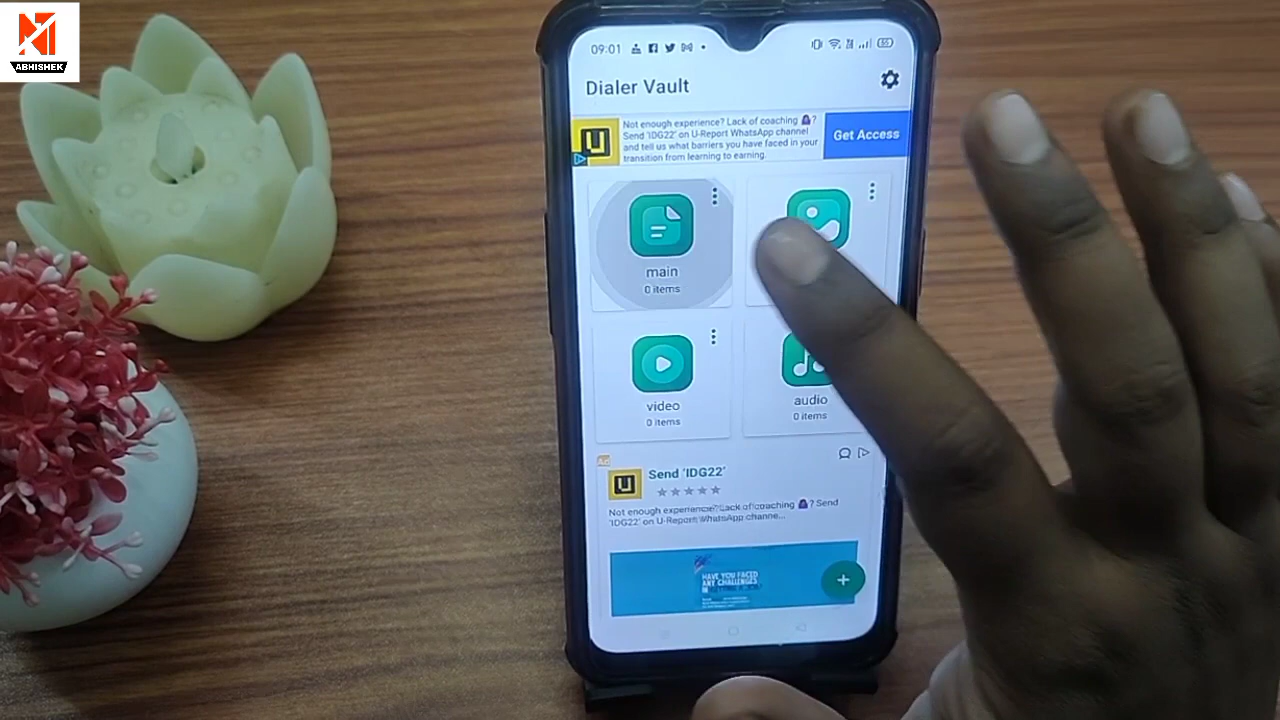 ABHISHEK
09:01
Dialer Vault
Not enough experience? Lack of coaching
Send 'IDG22' on U-Report WhatsApp channel
and tell us what barriers you have faced in your
transition from learning to earning.
Get Access
main
0 items
video
0 items
audio
0 items
Ad
Send 'IDG22'
Not enough experience? Lack of coaching ? Send
'IDG22' on U-Report WhatsApp channe...
HAVE YOU FACED
ANY CHALLENGES